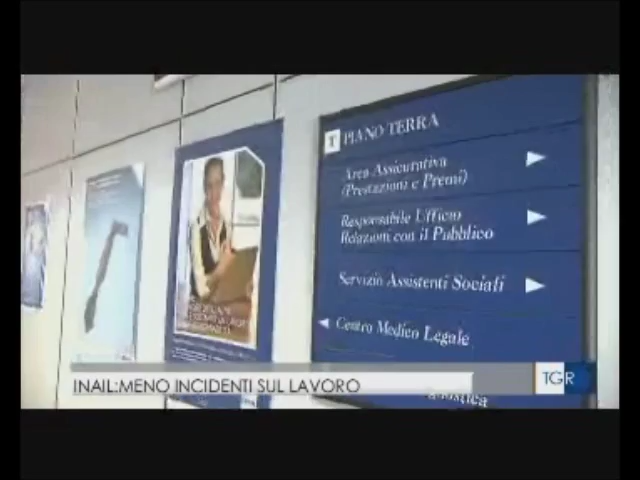 T PIANO TERRA
Area Assicurativa
(Prestazioni e Premi)
Responsabile Ufficio
Relazioni con il Pubblico
Servizio Assistenti Sociali
Centro Medico Legale
INAIL:MENO INCIDENTI SUL LAVORO
TGR